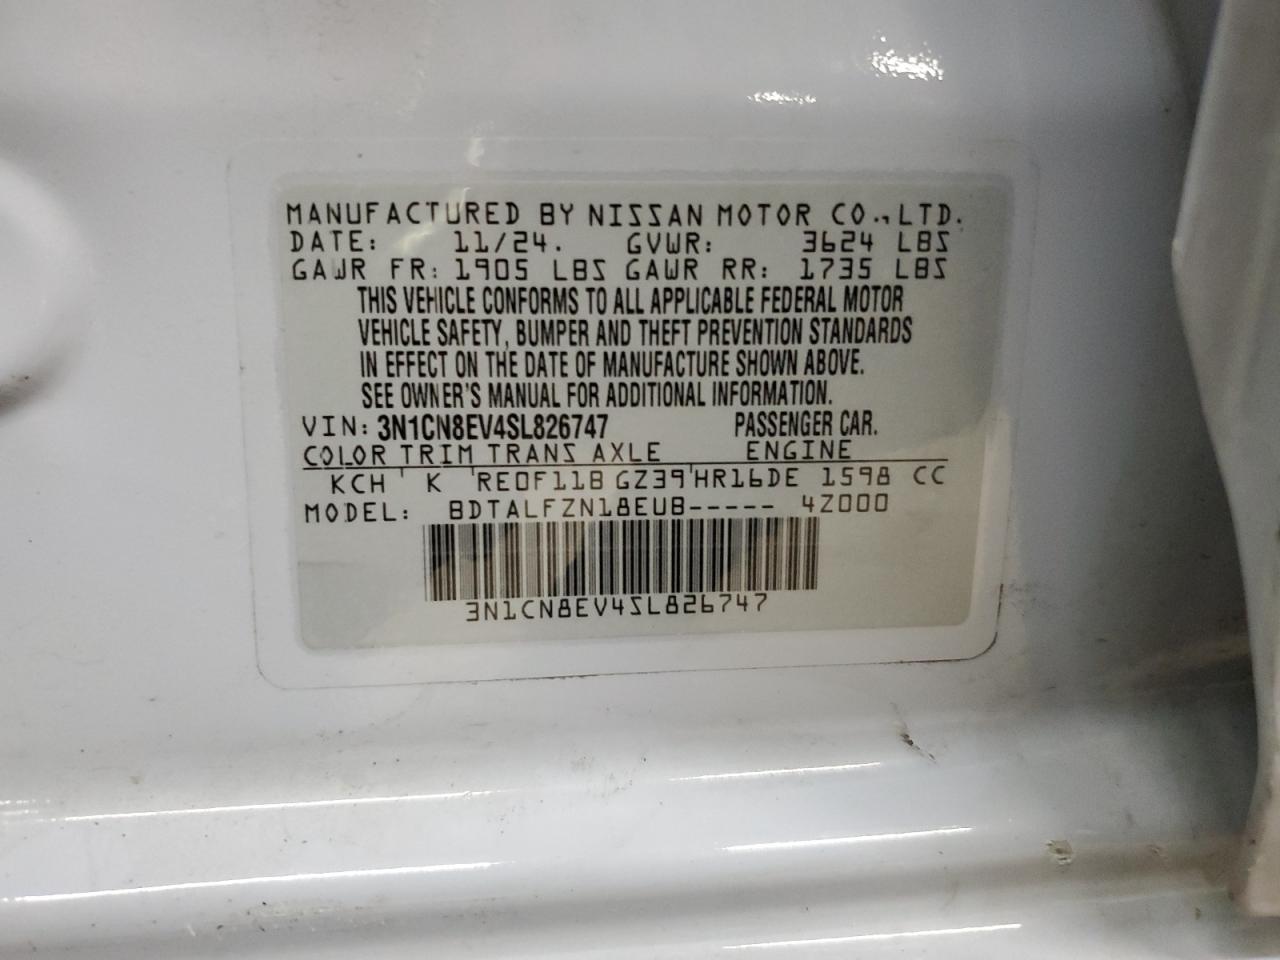 MANUFACTURED BY NISSAN MOTOR CO., LTD.
DATE: 11/24. GVWR: 3624 LBS
GAWR FR: 1905 LBS GAWR RR: 1735 LBS
THIS VEHICLE CONFORMS TO ALL APPLICABLE FEDERAL MOTOR
VEHICLE SAFETY, BUMPER AND THEFT PREVENTION STANDARDS
IN EFFECT ON THE DATE OF MANUFACTURE SHOWN ABOVE.
SEE OWNER'S MANUAL FOR ADDITIONAL INFORMATION.
VIN: 3N1CN8EV4SL826747 PASSENGER CAR.
COLOR TRIM TRANS AXLE ENGINE
KCH K RE0F11B GZ39 HR16DE 1598 CC
MODEL: BDTALFZN18EUB----- 4Z000
3N1CN8EV4SL826747